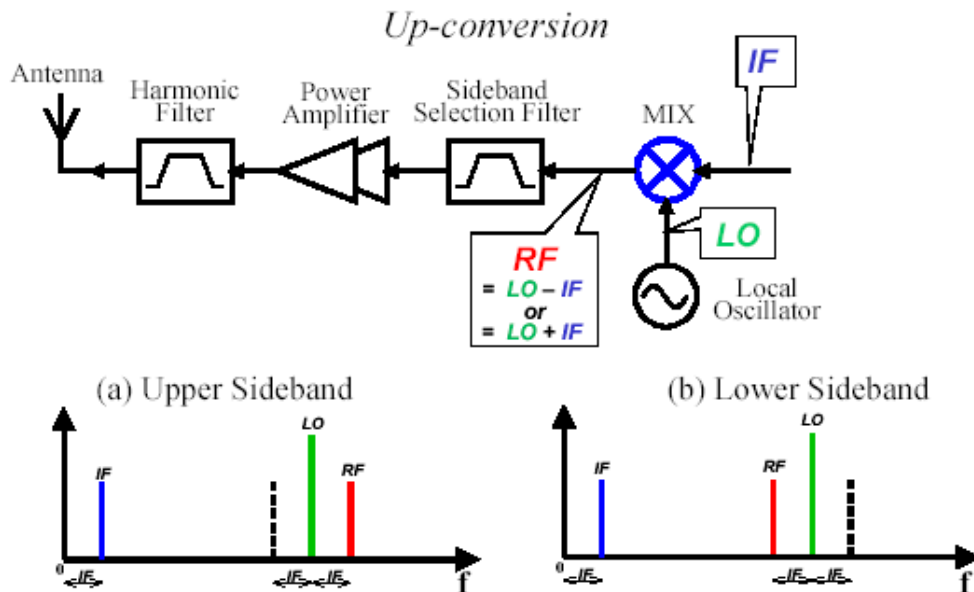 Up-conversion
Antenna
Harmonic
Filter
Power
Amplifier
Sideband
Selection Filter
MIX
IF
LO
RF
= LO – IF
or
= LO + IF
Local
Oscillator
(a) Upper Sideband
IF
LO
RF
0
IF
IF
IF
f
(b) Lower Sideband
IF
RF
LO
0
IF
IF
IF
f